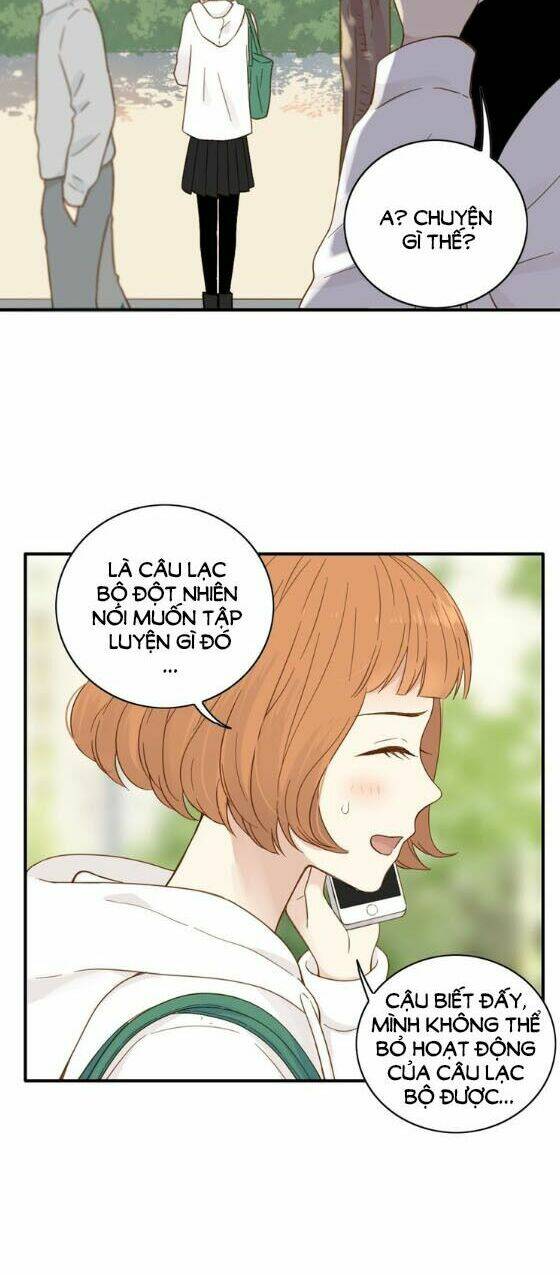 A? CHUYỆN
GÌ THẾ?
LÀ CÂU LẠC
BỘ ĐỘT NHIÊN
NÓI MUỐN TẬP
LUYỆN GÌ ĐÓ
...
CẬU BIẾT ĐẤY,
MÌNH KHÔNG THỂ
BỎ HOẠT ĐỘNG
CỦA CÂU LẠC
BỘ ĐƯỢC...